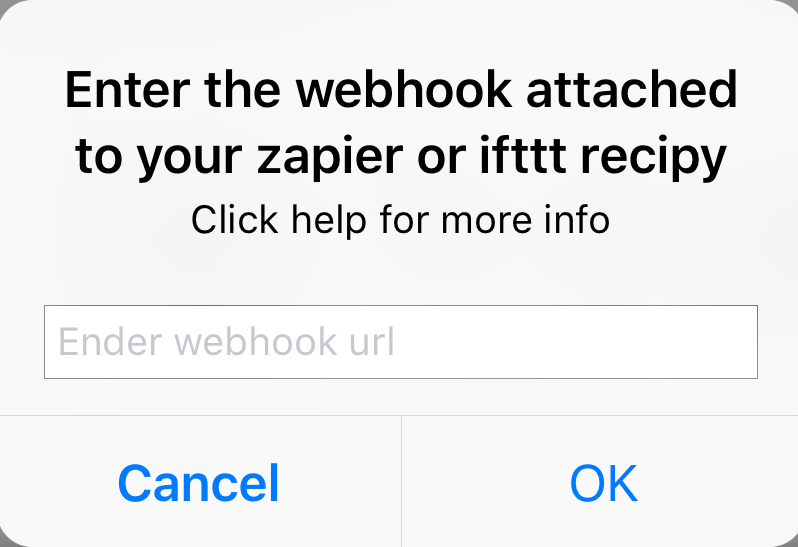 Enter the webhook attached
to your zapier or ifttt recipy
Click help for more info
Ender webhook url
Cancel
OK